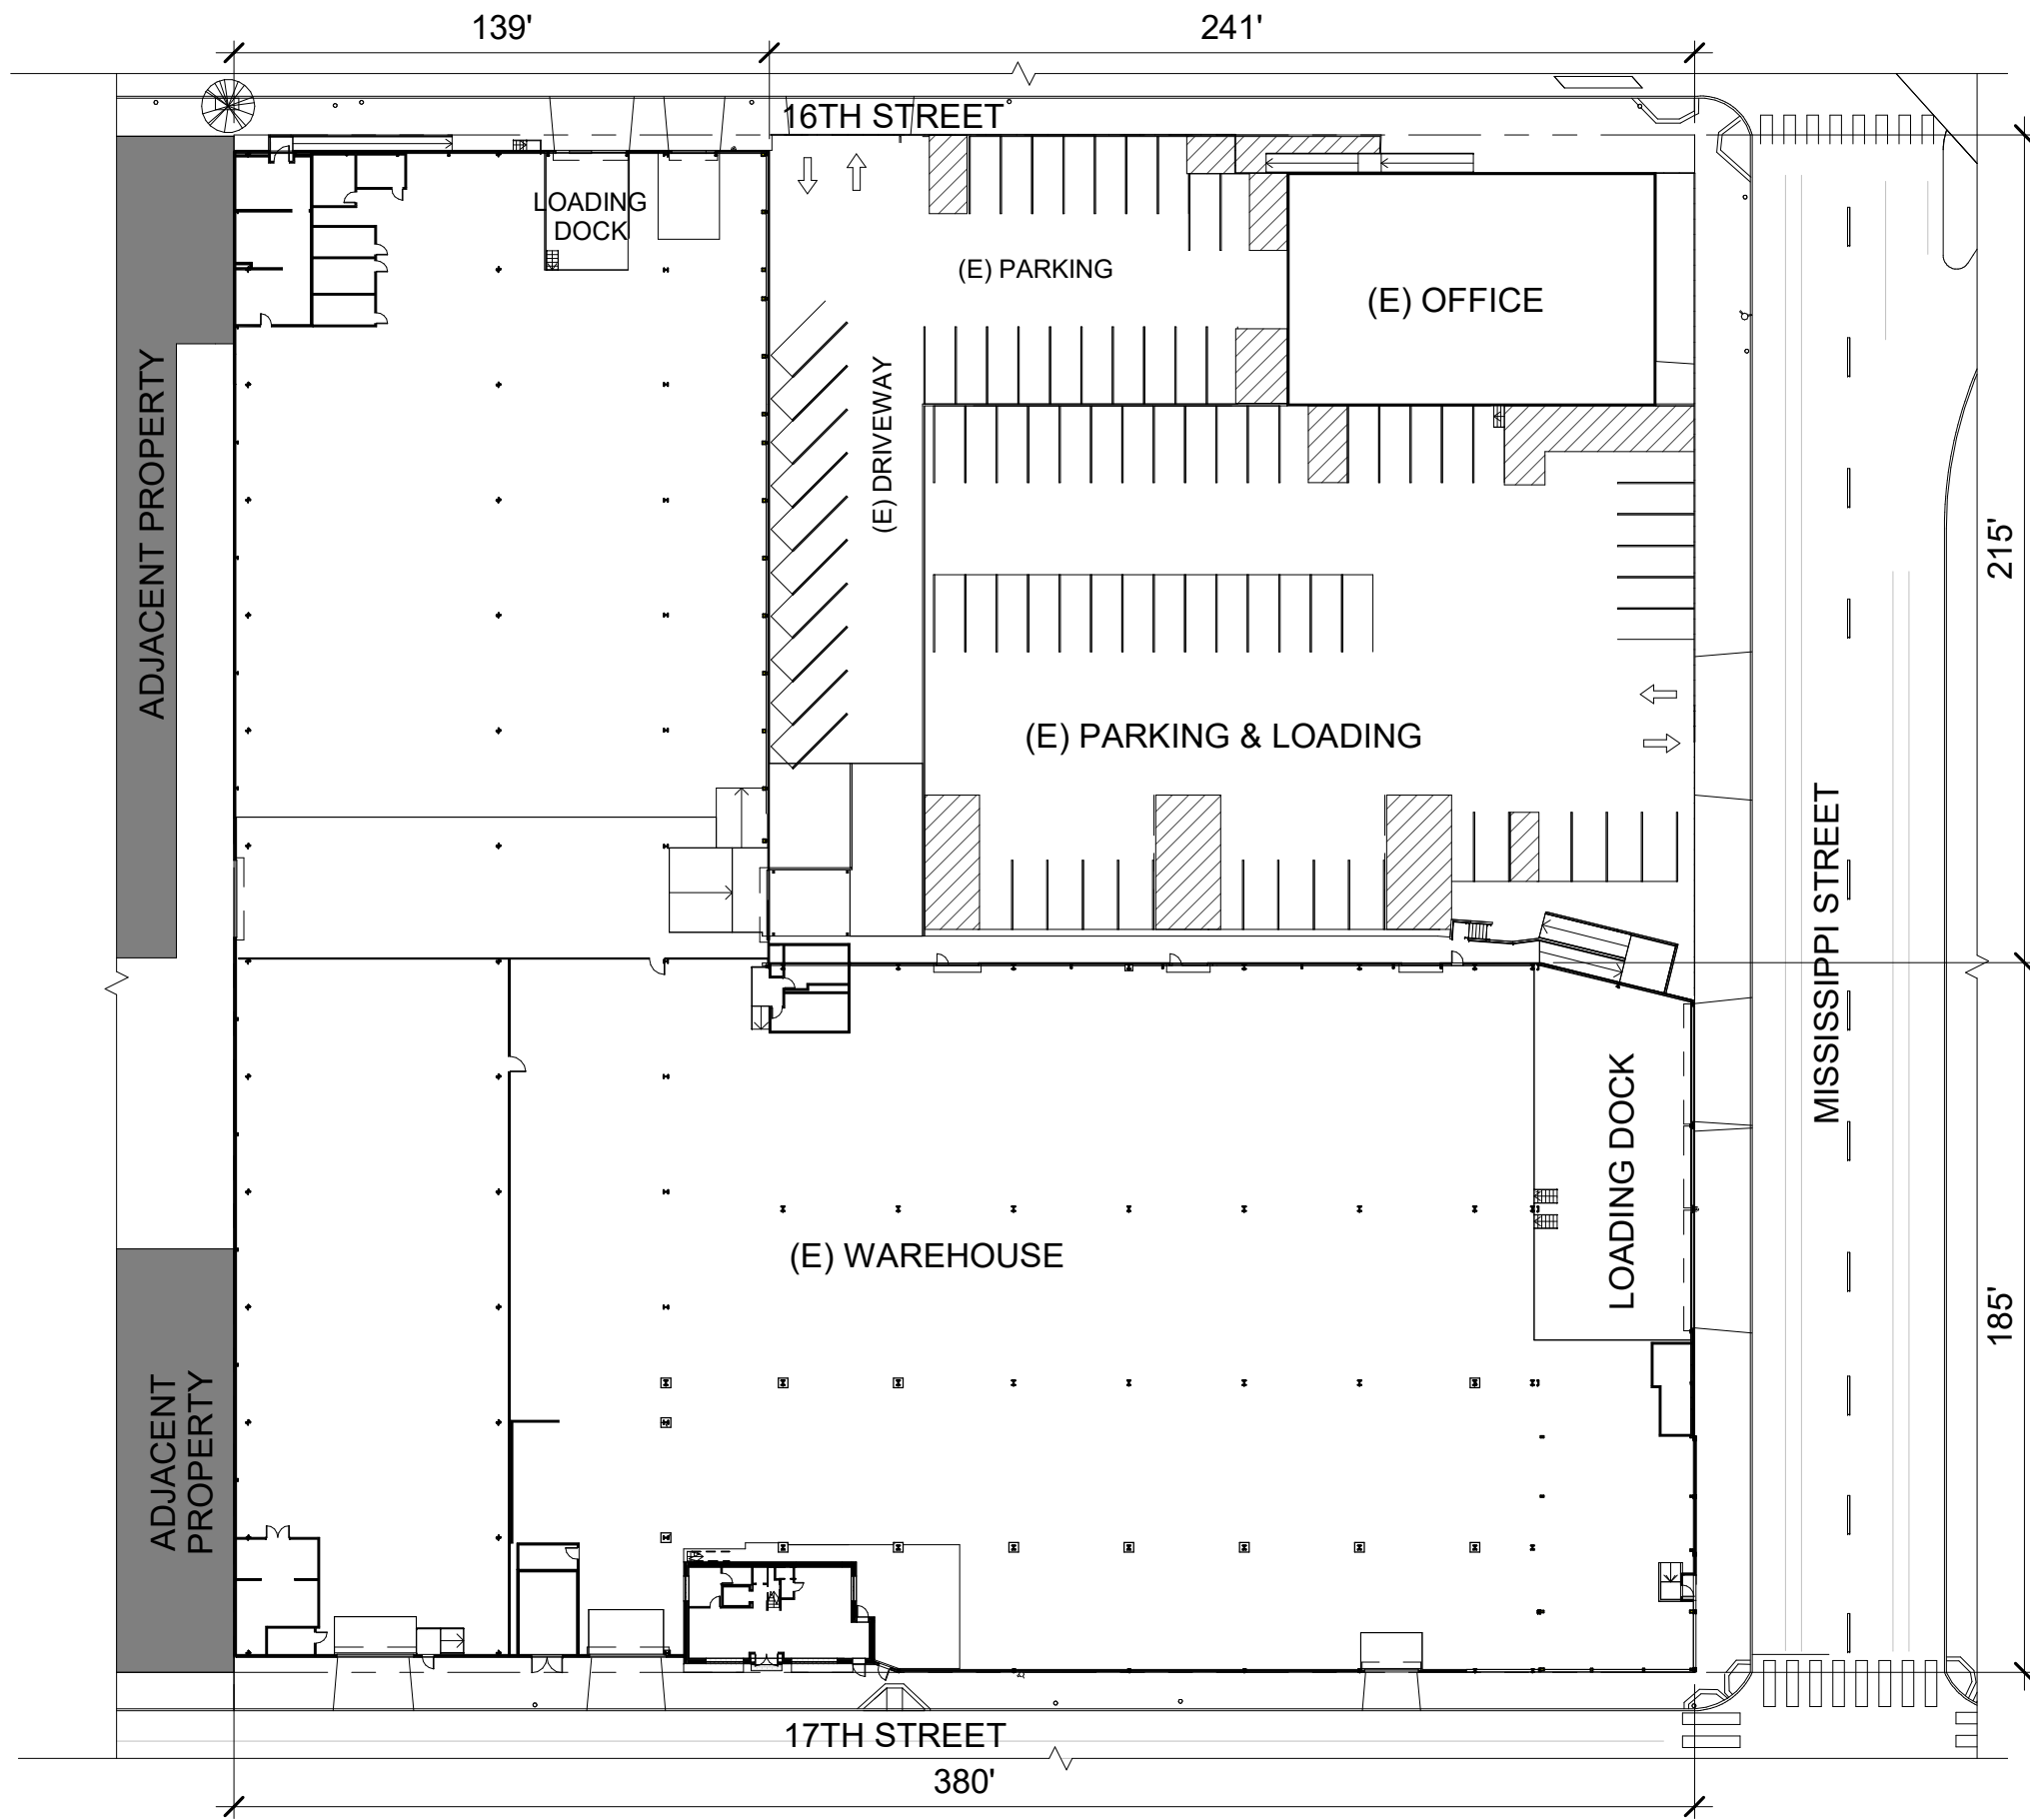 139'
241'
16TH STREET
LOADING
DOCK
(E) PARKING
(E) OFFICE
ADJACENT PROPERTY
(E) DRIVEWAY
215'
(E) PARKING & LOADING
MISSISSIPPI STREET
LOADING DOCK
(E) WAREHOUSE
185'
ADJACENT
PROPERTY
17TH STREET
380'